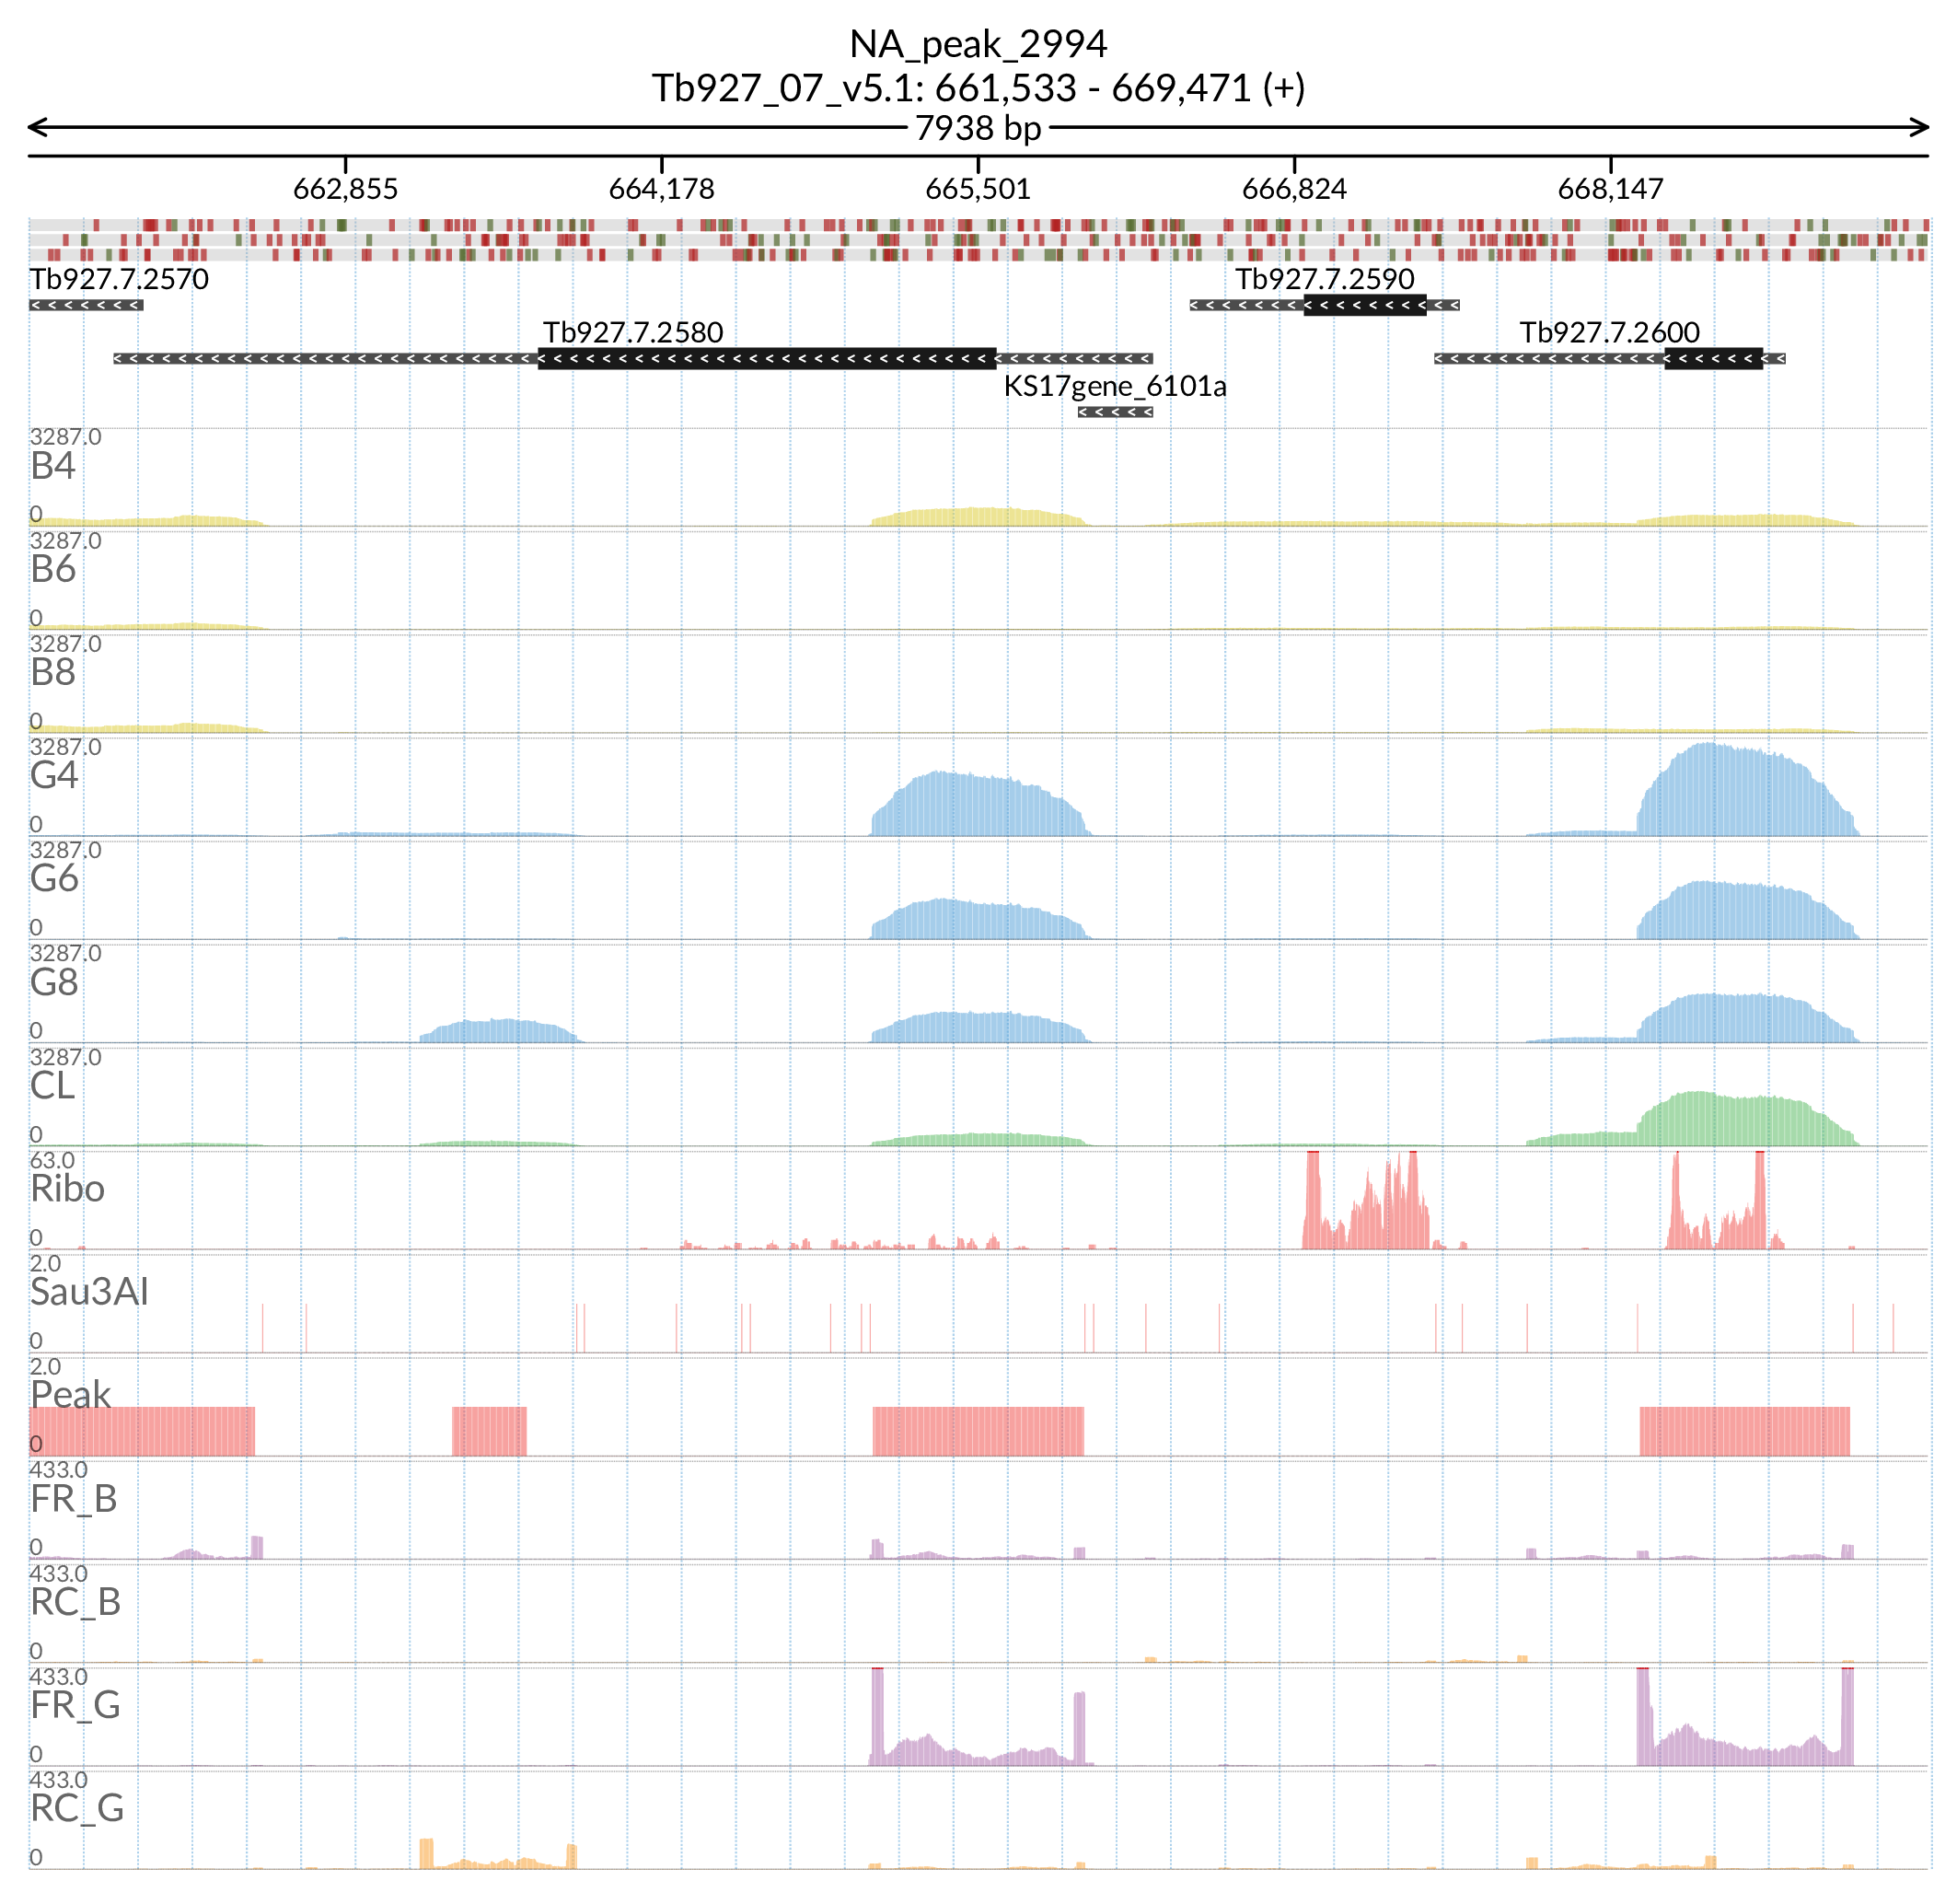 NA_peak_2994
Tb927_07_v5.1: 661,533 - 669,471 (+)
7938 bp
662,855 664,178 665,501 666,824 668,147
Tb927.7.2570 Tb927.7.2590
Tb927.7.2580 Tb927.7.2600
KS17gene_6101a
3287.0
B4
0
3287.0
B6
0
3287.0
B8
0
3287.0
G4
0
3287.0
G6
0
3287.0
G8
0
3287.0
CL
0
63.0
Ribo
0
2.0
Sau3AI
0
2.0
Peak
0
433.0
FR_B
0
433.0
RC_B
0
433.0
FR_G
0
433.0
RC_G
0